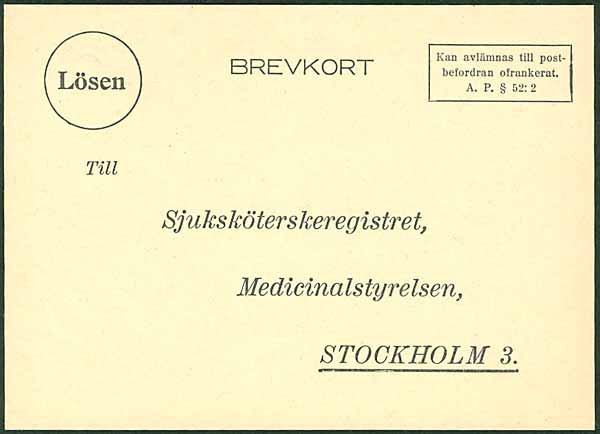 Lösen
BREVKORT
Kan avlämnas till post-
befordran ofrankerat.
A. P. § 52: 2
Till
Sjuksköterskeregistret,
Medicinalstyrelsen,
STOCKHOLM 3.